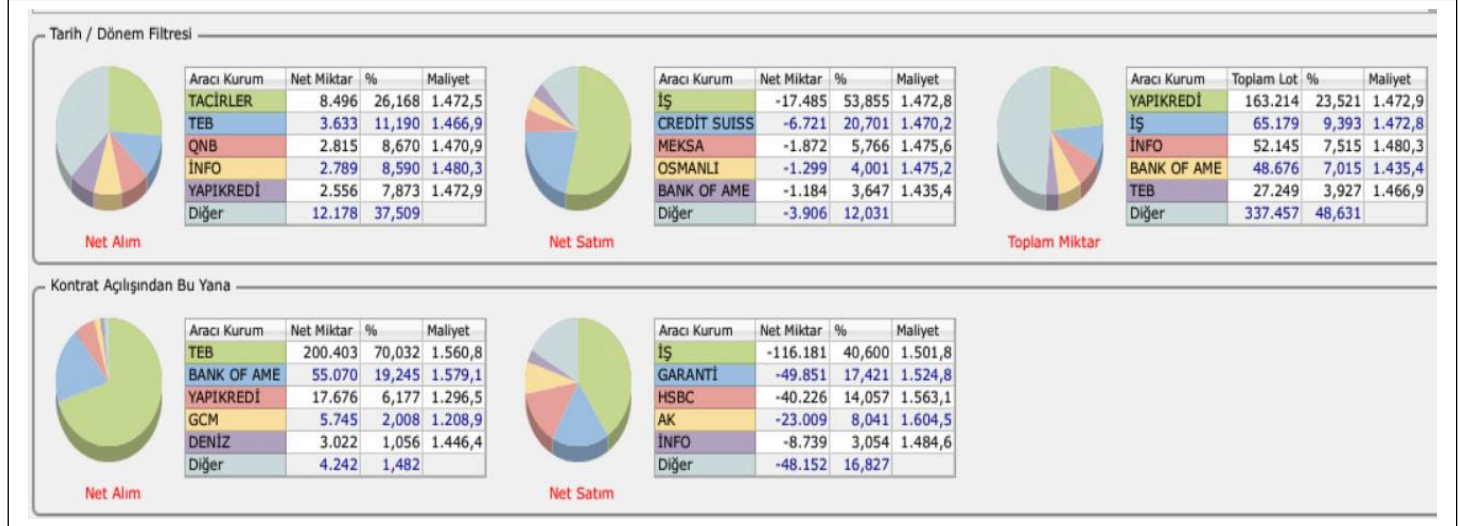 Tarih / Dönem Filtresi
Aracı Kurum Net Miktar % Maliyet
TACİRLER 8.496 26,168 1.472,5
TEB 3.633 11,190 1.466,9
QNB 2.815 8,670 1.470,9
İNFO 2.789 8,590 1.480,3
YAPIKREDİ 2.556 7,873 1.472,9
Diğer 12.178 37,509
Net Alım
Aracı Kurum Net Miktar % Maliyet
İŞ -17.485 53,855 1.472,8
CREDİT SUISS -6.721 20,701 1.470,2
MEKSA -1.872 5,766 1.475,6
OSMANLI -1.299 4,001 1.475,2
BANK OF AME -1.184 3,647 1.435,4
Diğer -3.906 12,031
Net Satım
Aracı Kurum Toplam Lot % Maliyet
YAPIKREDİ 163.214 23,521 1.472,9
İŞ 65.179 9,393 1.472,8
İNFO 52.145 7,515 1.480,3
BANK OF AME 48.676 7,015 1.435,4
TEB 27.249 3,927 1.466,9
Diğer 337.457 48,631
Toplam Miktar
Kontrat Açılışından Bu Yana
Aracı Kurum Net Miktar % Maliyet
TEB 200.403 70,032 1.560,8
BANK OF AME 55.070 19,245 1.579,1
YAPIKREDİ 17.676 6,177 1.296,5
GCM 5.745 2,008 1.208,9
DENİZ 3.022 1,056 1.446,4
Diğer 4.242 1,482
Net Alım
Aracı Kurum Net Miktar % Maliyet
İŞ -116.181 40,600 1.501,8
GARANTİ -49.851 17,421 1.524,8
HSBC -40.226 14,057 1.563,1
AK -23.009 8,041 1.604,5
İNFO -8.739 3,054 1.484,6
Diğer -48.152 16,827
Net Satım